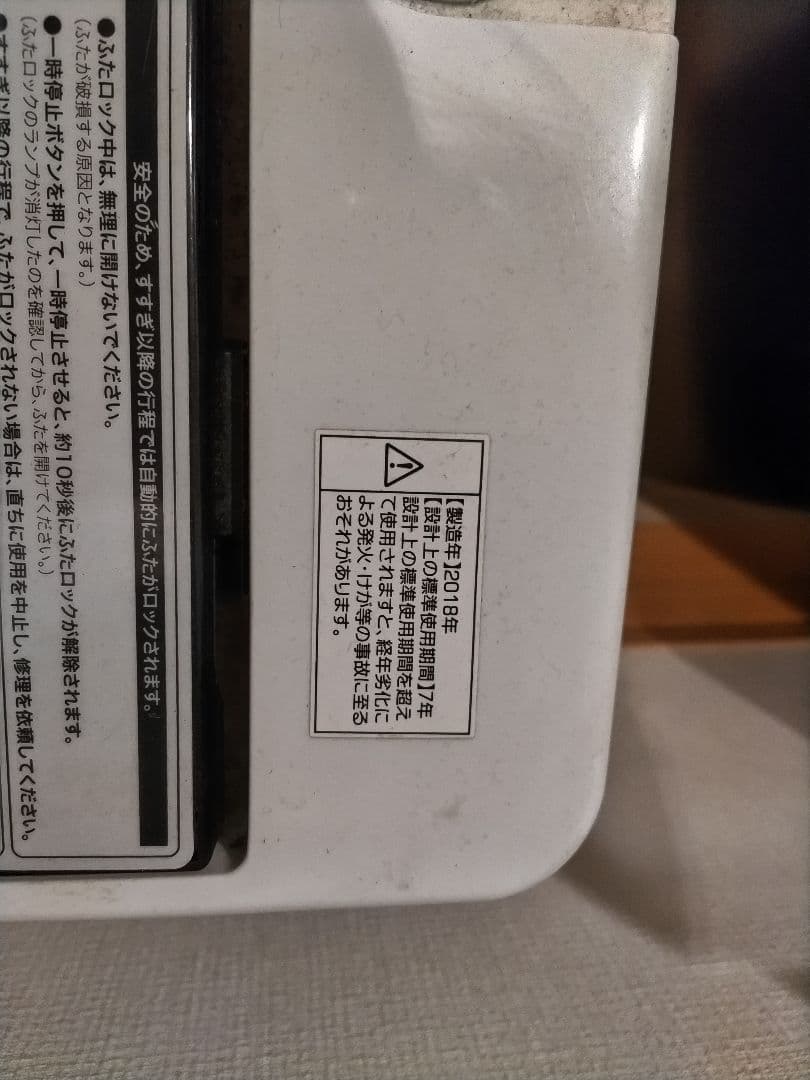 安全のため、すすぎ以降の行程では自動的にふたがロックされます。
●ふたロック中は、無理に開けないでください。
(ふたが破損する原因となります。)
●一時停止ボタンを押して、一時停止させると、約10秒後にふたロックが解除されます。
(ふたロックのランプが消灯したのを確認してから、ふたを開けてください。)
●すすぎ以降の行程で、ふたがロックされない場合は、直ちに使用を中止し、修理を依頼してください。
【製造年】2018年
【設計上の標準使用期間】7年
設計上の標準使用期間を超え
て使用されますと、経年劣化に
よる発火・けが等の事故に至る
おそれがあります。